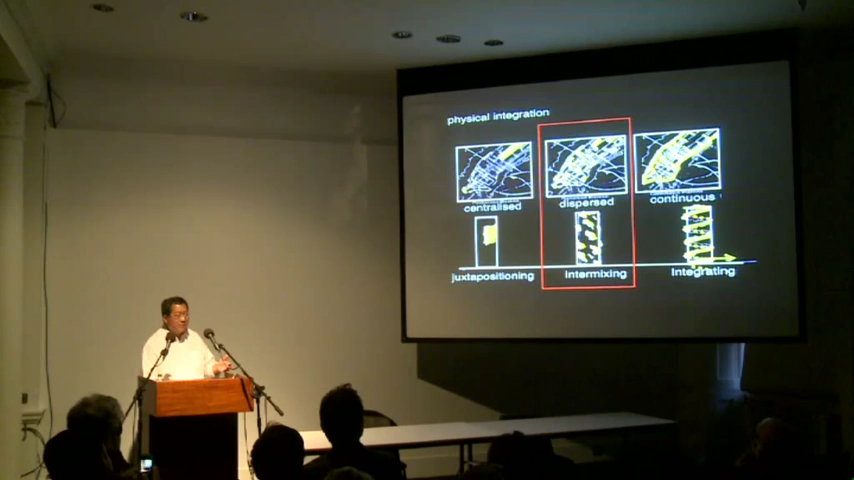 physical integration
centralised
dispersed
continuous
juxtapositioning
intermixing
Integrating